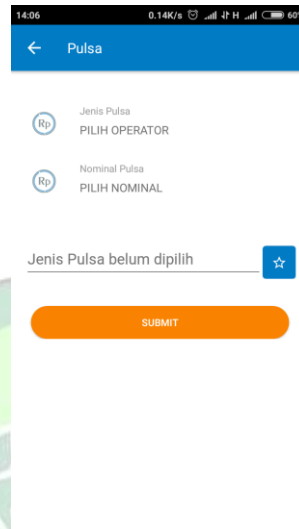 14:06 0.14K/s H 60
Pulsa
Rp
Jenis Pulsa
PILIH OPERATOR
Rp
Nominal Pulsa
PILIH NOMINAL
Jenis Pulsa belum dipilih
SUBMIT